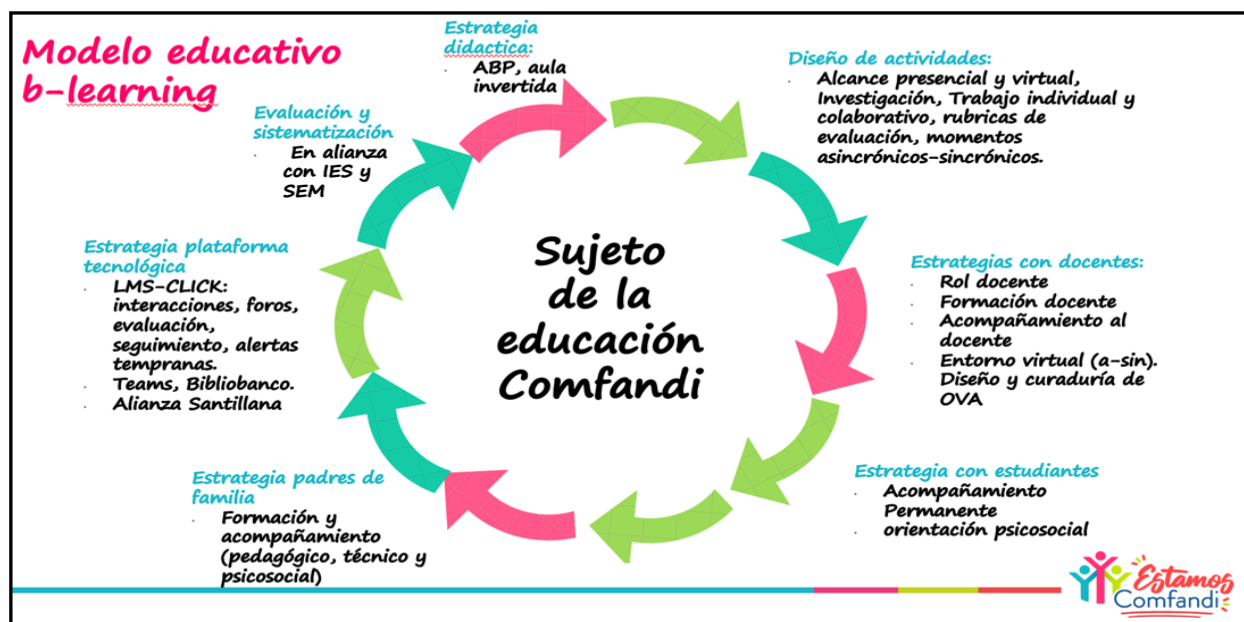 Modelo educativo
b-learning
Estrategia
didactica:
· ABP, aula
invertida
Diseño de actividades:
· Alcance presencial y virtual,
Investigación, Trabajo individual y
colaborativo, rubricas de
evaluación, momentos
asincrónicos-sincrónicos.
Evaluación y
sistematización
· En alianza
con IES y
SEM
Estrategia plataforma
tecnológica
· LMS-CLICK:
interacciones, foros,
evaluación,
seguimiento, alertas
tempranas.
· Teams, Bibliobanco.
· Alianza Santillana
Sujeto
de la
educación
Comfandi
Estrategias con docentes:
· Rol docente
· Formación docente
· Acompañamiento al
docente
· Entorno virtual (a-sin).
· Diseño y curaduría de
OVA
Estrategia con estudiantes
· Acompañamiento
Permanente
· orientación psicosocial
Estrategia padres de
familia
· Formación y
acompañamiento
(pedagógico, técnico y
psicosocial)
Estamos
Comfandi